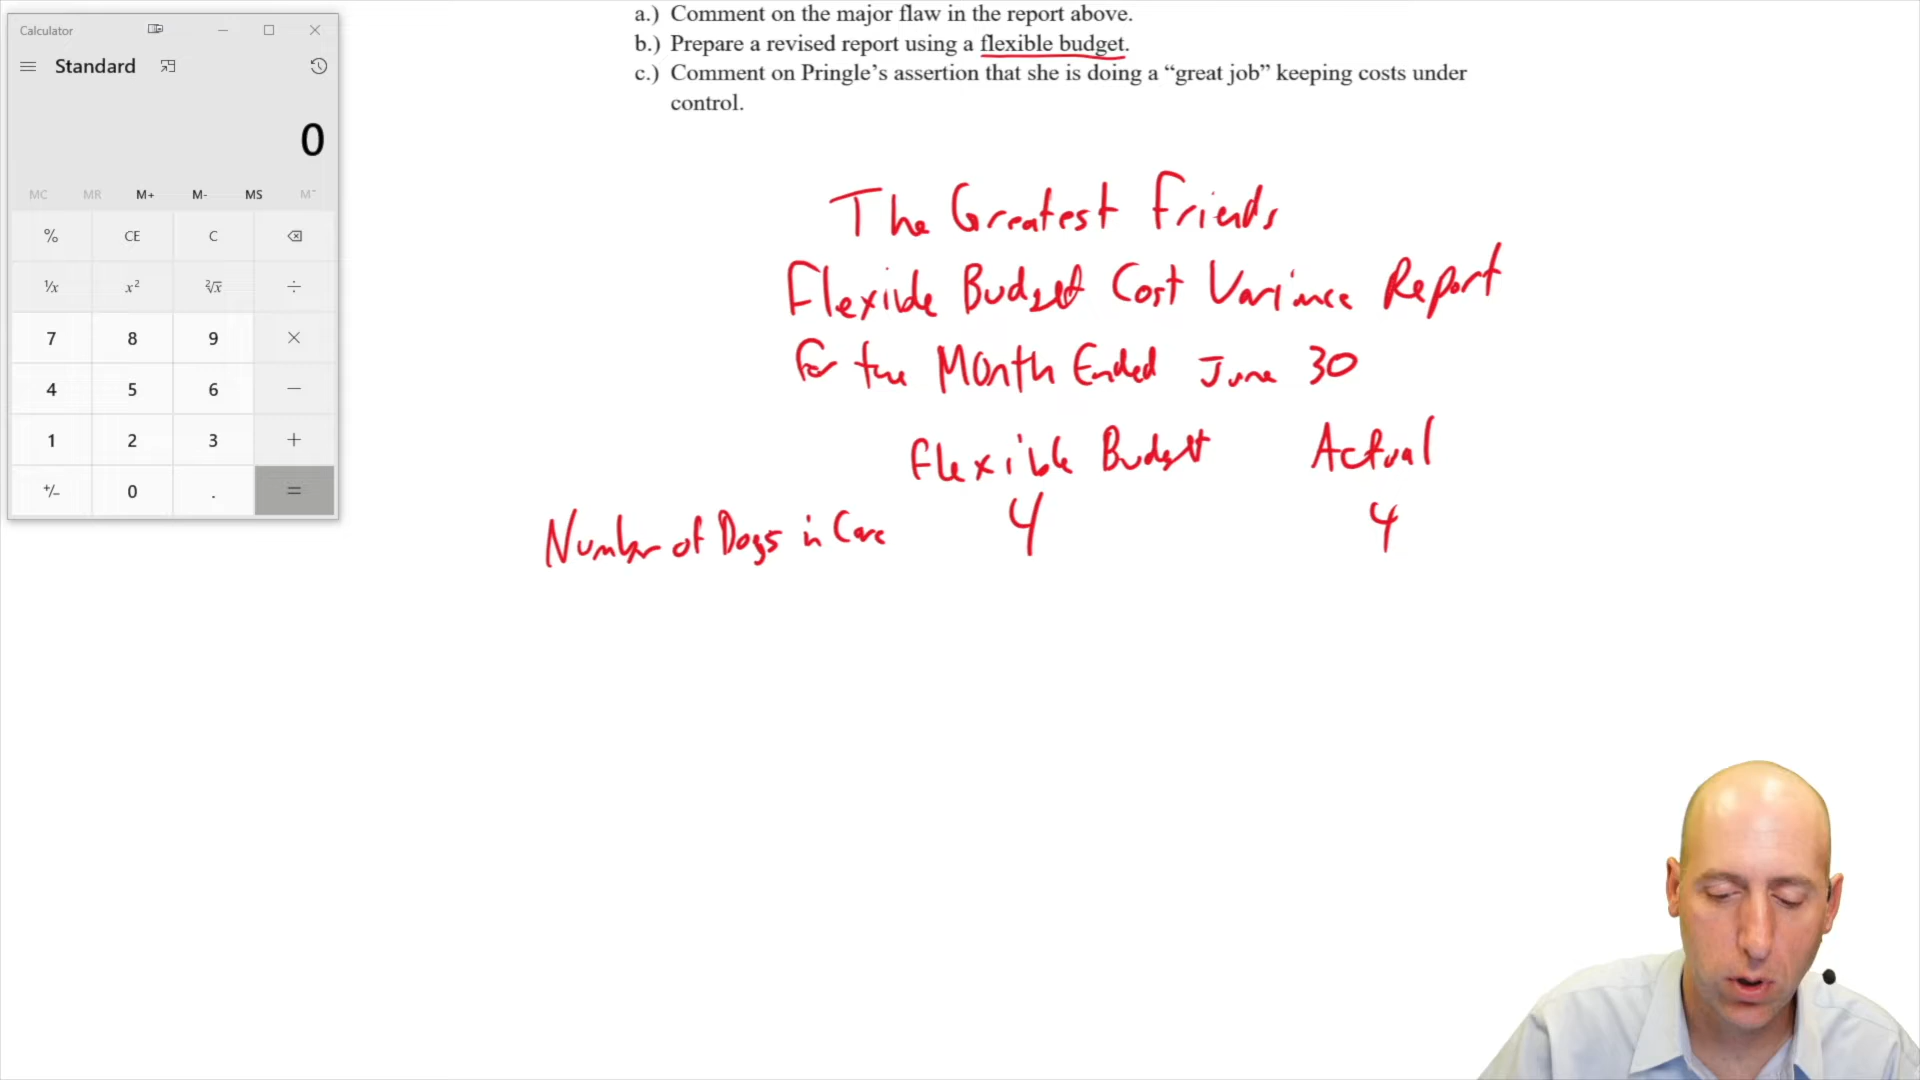 a.) Comment on the major flaw in the report above.
b.) Prepare a revised report using a flexible budget.
c.) Comment on Pringle’s assertion that she is doing a “great job” keeping costs under
control.
Calculator
Standard
0
MC MR M+ M- MS Mˇ
% CE C
¹/x x² ²√x ÷
7 8 9 ×
4 5 6 −
1 2 3 +
+/− 0 . =
The Greatest Friends
Flexible Budget Cost Variance Report
For the Month Ended June 30
Flexible Budget Actual
Number of Dogs in Care 4 4